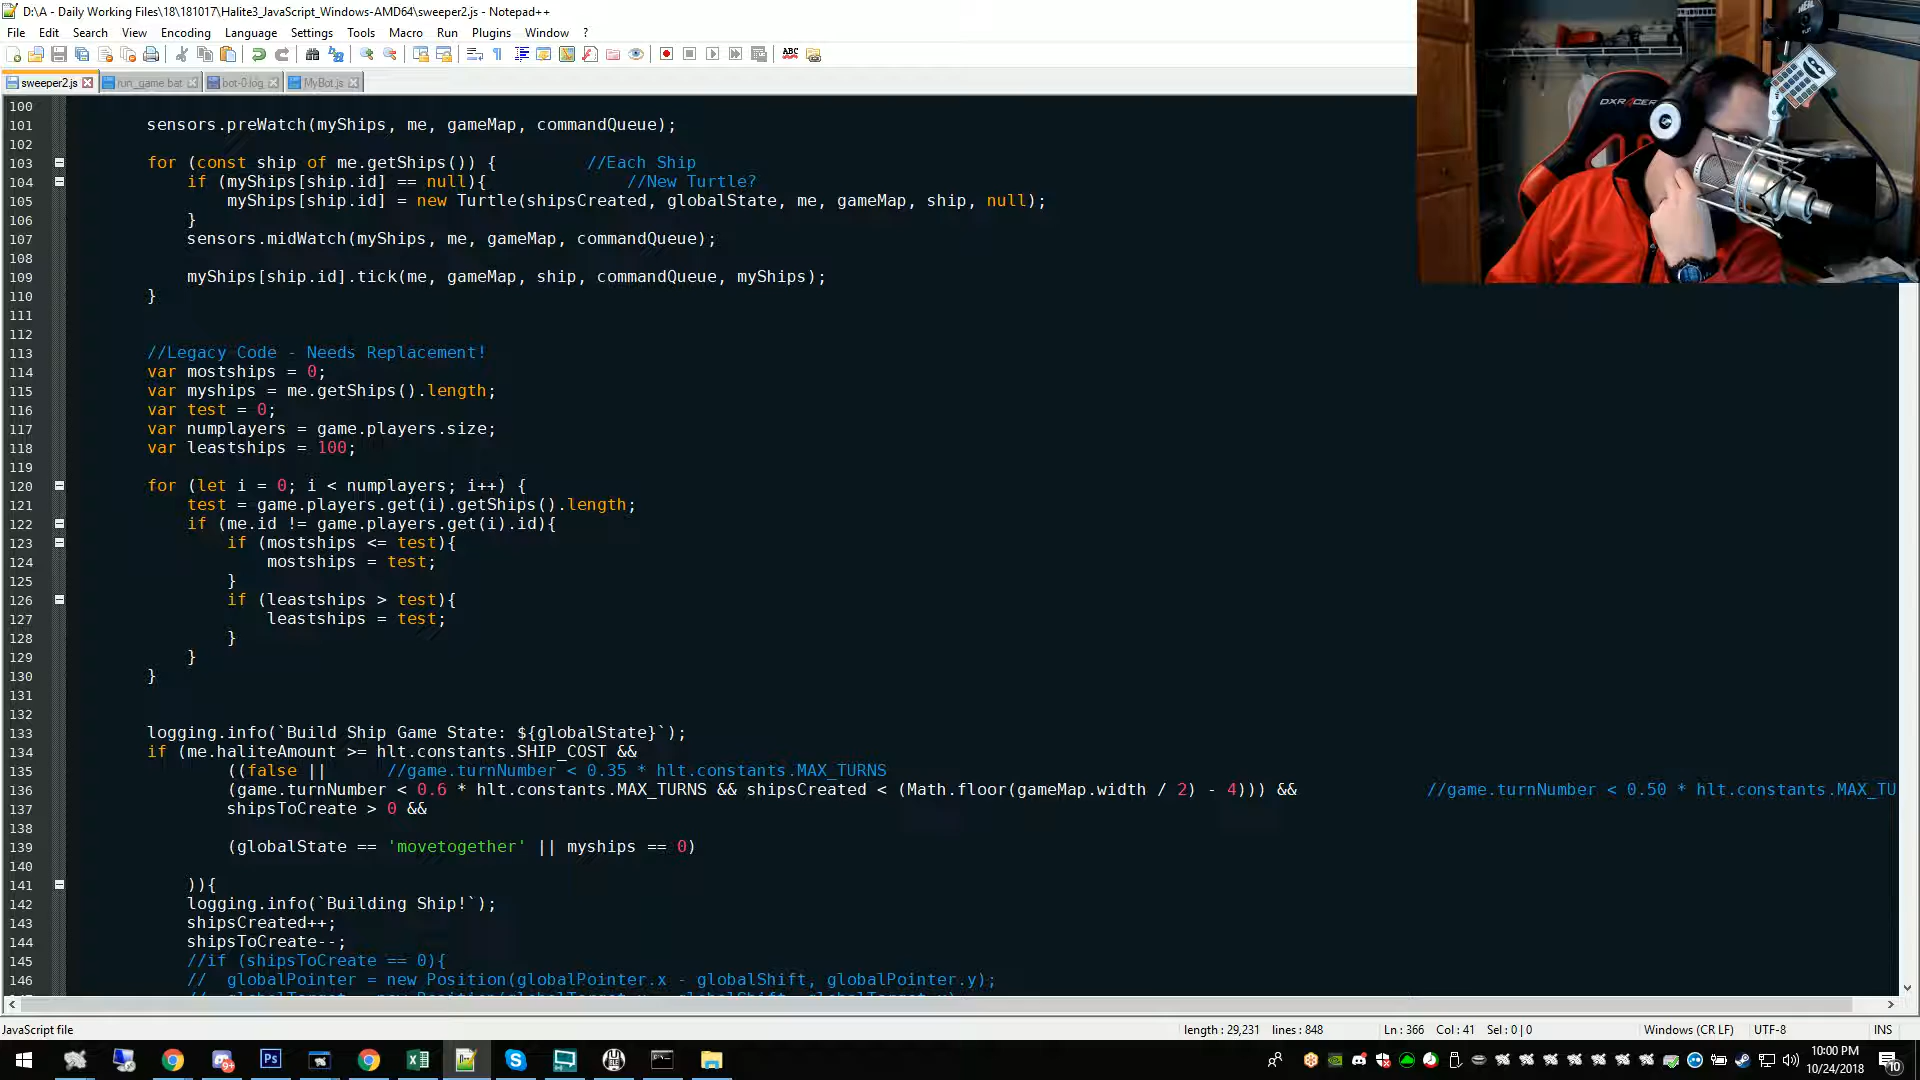 D:\A - Daily Working Files\18\181017\Halite3_JavaScript_Windows-AMD64\sweeper2.js - Notepad++
File Edit Search View Encoding Language Settings Tools Macro Run Plugins Window ?
sweeper2.js run_game.bat bot-0.log MyBot.js
100
101 sensors.preWatch(myShips, me, gameMap, commandQueue);
102
103 for (const ship of me.getShips()) { //Each Ship
104 if (myShips[ship.id] == null){ //New Turtle?
105 myShips[ship.id] = new Turtle(shipsCreated, globalState, me, gameMap, ship, null);
106 }
107 sensors.midWatch(myShips, me, gameMap, commandQueue);
108
109 myShips[ship.id].tick(me, gameMap, ship, commandQueue, myShips);
110 }
111
112
113 //Legacy Code - Needs Replacement!
114 var mostships = 0;
115 var myships = me.getShips().length;
116 var test = 0;
117 var numplayers = game.players.size;
118 var leastships = 100;
119
120 for (let i = 0; i < numplayers; i++) {
121 test = game.players.get(i).getShips().length;
122 if (me.id != game.players.get(i).id){
123 if (mostships <= test){
124 mostships = test;
125 }
126 if (leastships > test){
127 leastships = test;
128 }
129 }
130 }
131
132
133 logging.info(`Build Ship Game State: ${globalState}`);
134 if (me.haliteAmount >= hlt.constants.SHIP_COST &&
135 ((false || //game.turnNumber < 0.35 * hlt.constants.MAX_TURNS
136 (game.turnNumber < 0.6 * hlt.constants.MAX_TURNS && shipsCreated < (Math.floor(gameMap.width / 2) - 4))) && //game.turnNumber < 0.50 * hlt.constants.MAX_TU
137 shipsToCreate > 0 &&
138
139 (globalState == 'movetogether' || myships == 0)
140
141 )){
142 logging.info(`Building Ship!`);
143 shipsCreated++;
144 shipsToCreate--;
145 //if (shipsToCreate == 0){
146 // globalPointer = new Position(globalPointer.x - globalShift, globalPointer.y);
DXRACER
JavaScript file length : 29,231 lines : 848 Ln : 366 Col : 41 Sel : 0 | 0 Windows (CR LF) UTF-8 INS
10:00 PM
10/24/2018
10